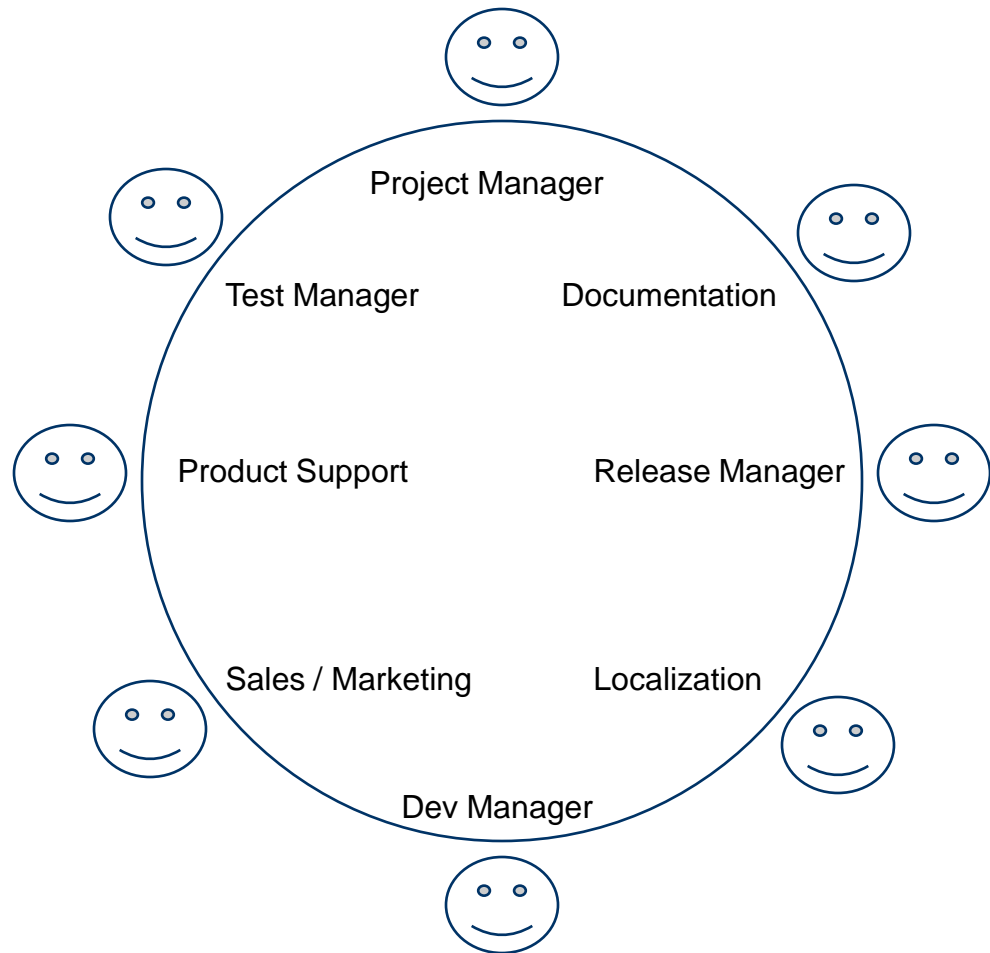 Project Manager
Test Manager
Documentation
Product Support
Release Manager
Sales / Marketing
Localization
Dev Manager